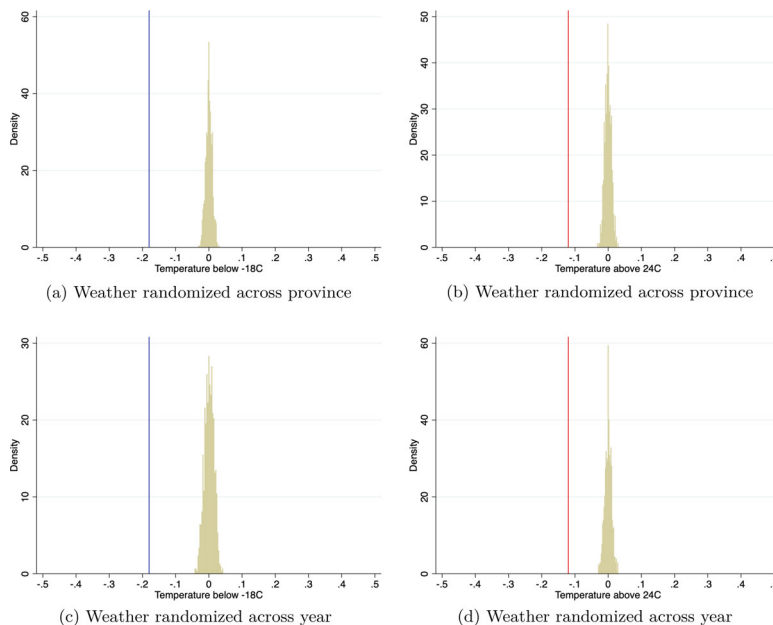 60
40
20
0
Density
-.5 -.4 -.3 -.2 -.1 0 .1 .2 .3 .4 .5
Temperature below -18C
(a) Weather randomized across province
50
40
30
20
10
0
Density
-.5 -.4 -.3 -.2 -.1 0 .1 .2 .3 .4
Temperature above 24C
(b) Weather randomized across province
30
20
10
0
Density
-.5 -.4 -.3 -.2 -.1 0 .1 .2 .3 .4 .5
Temperature below -18C
(c) Weather randomized across year
60
40
20
0
Density
-.5 -.4 -.3 -.2 -.1 0 .1 .2 .3 .4
Temperature above 24C
(d) Weather randomized across year